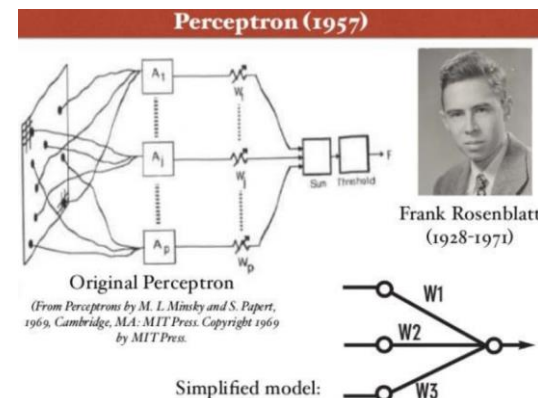 Perceptron (1957)
A1
Wi
Aj
Wj
Sum Threshold
F
Ap
Wp
Frank Rosenblatt
(1928-1971)
Original Perceptron
(From Perceptrons by M. L Minsky and S. Papert,
1969, Cambridge, MA: MIT Press. Copyright 1969
by MIT Press.
W1
W2
W3
Simplified model: